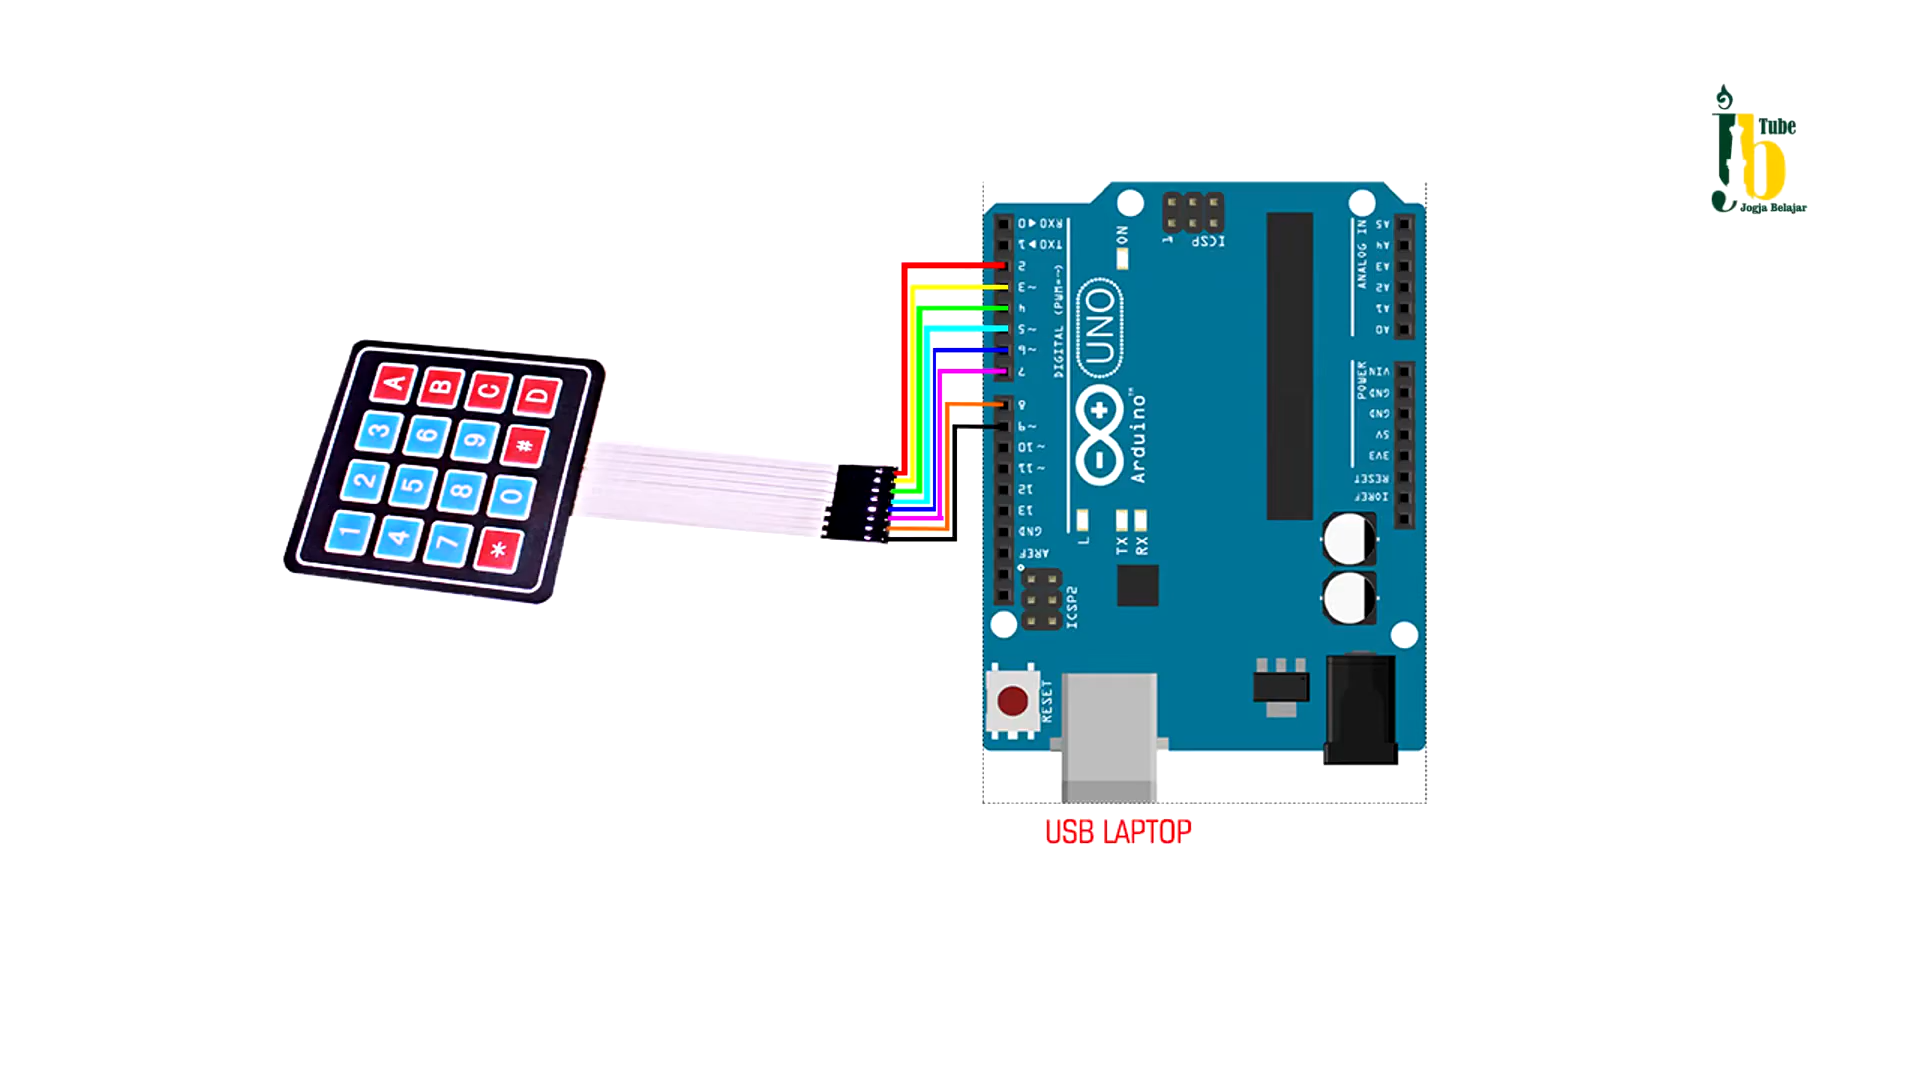 Tube
Jogja Belajar
A B C D
3 6 9 #
2 5 8 0
1 4 7 *
RX0◄0
TX0►1
2
~3
4
~5
~6
7
8
~9
~10
~11
12
13
GND
AREF
DIGITAL (PWM=~)
ON
1
ICSP
UNO
Arduino™
L
TX
RX
ICSP2
RESET
ANALOG IN
A5
A4
A3
A2
A1
A0
POWER
VIN
GND
GND
5V
3V3
RESET
IOREF
USB LAPTOP